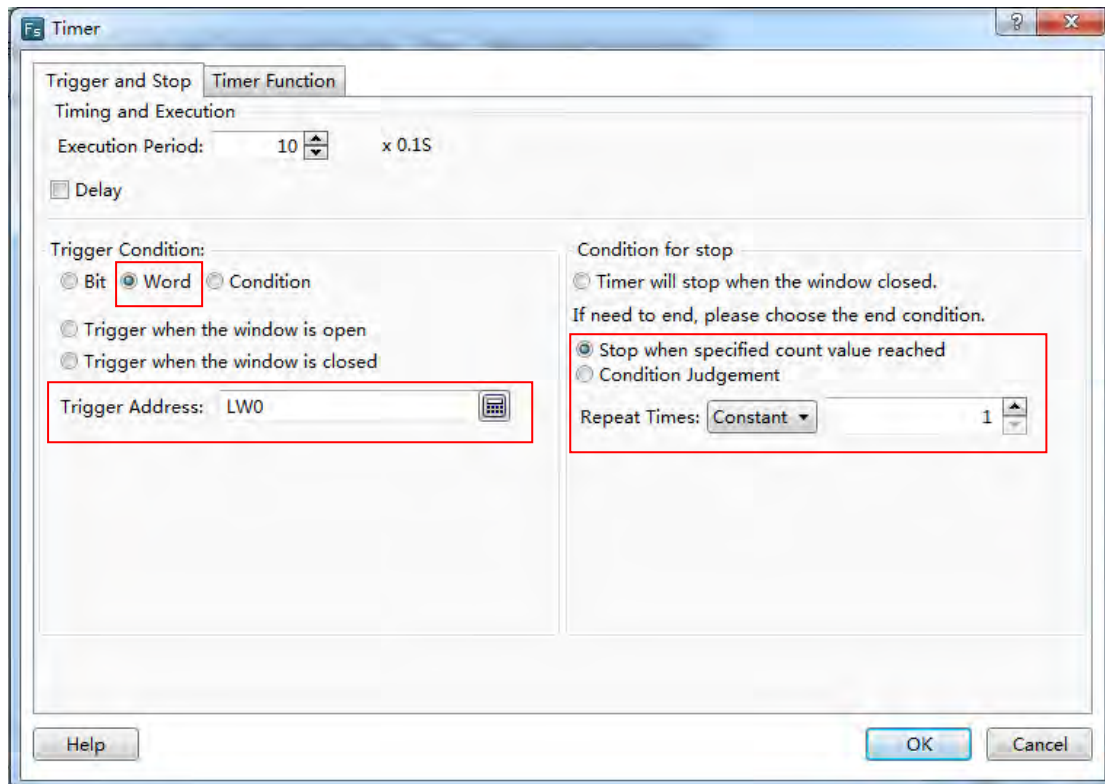 Fs Timer
Trigger and Stop Timer Function
Timing and Execution
Execution Period: 10 x 0.1S
Delay
Trigger Condition:
Bit Word Condition
Trigger when the window is open
Trigger when the window is closed
Trigger Address: LW0
Condition for stop
Timer will stop when the window closed.
If need to end, please choose the end condition.
Stop when specified count value reached
Condition Judgement
Repeat Times: Constant 1
Help OK Cancel